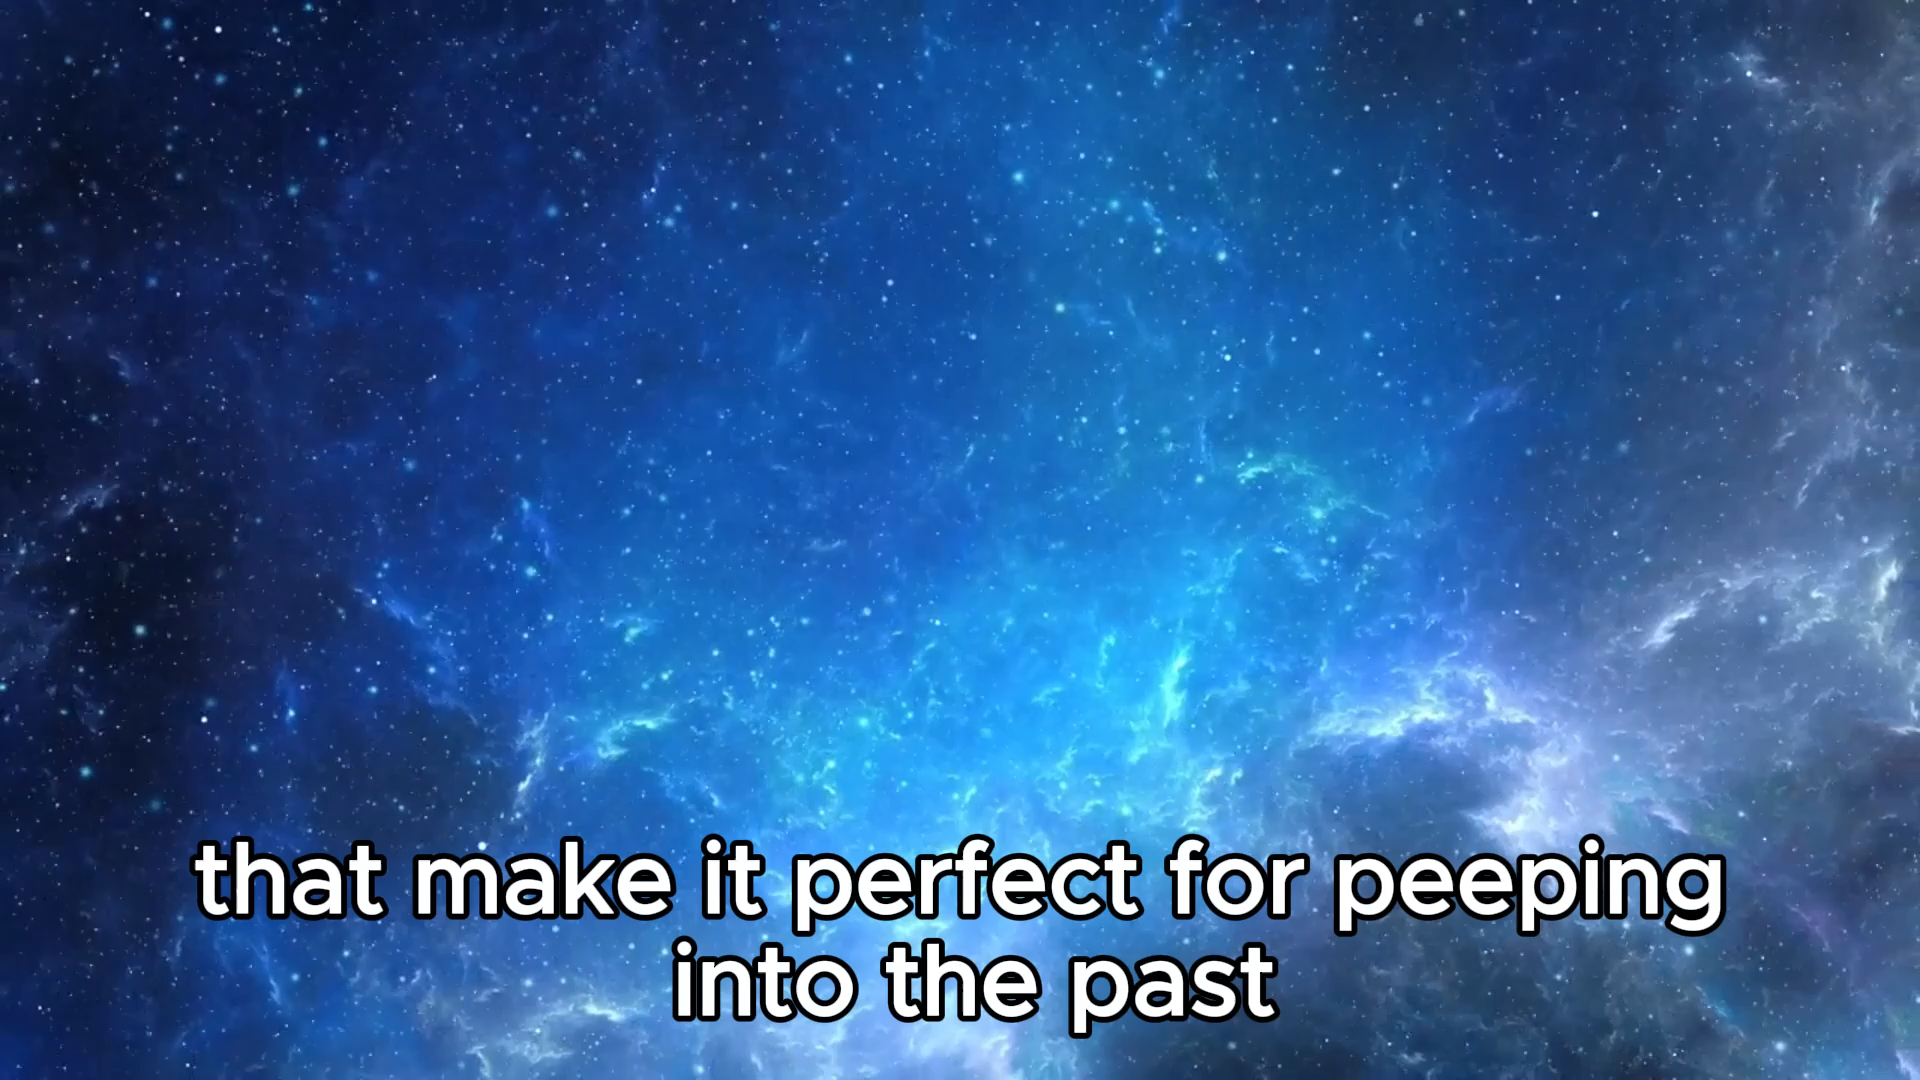 that make it perfect for peeping
into the past